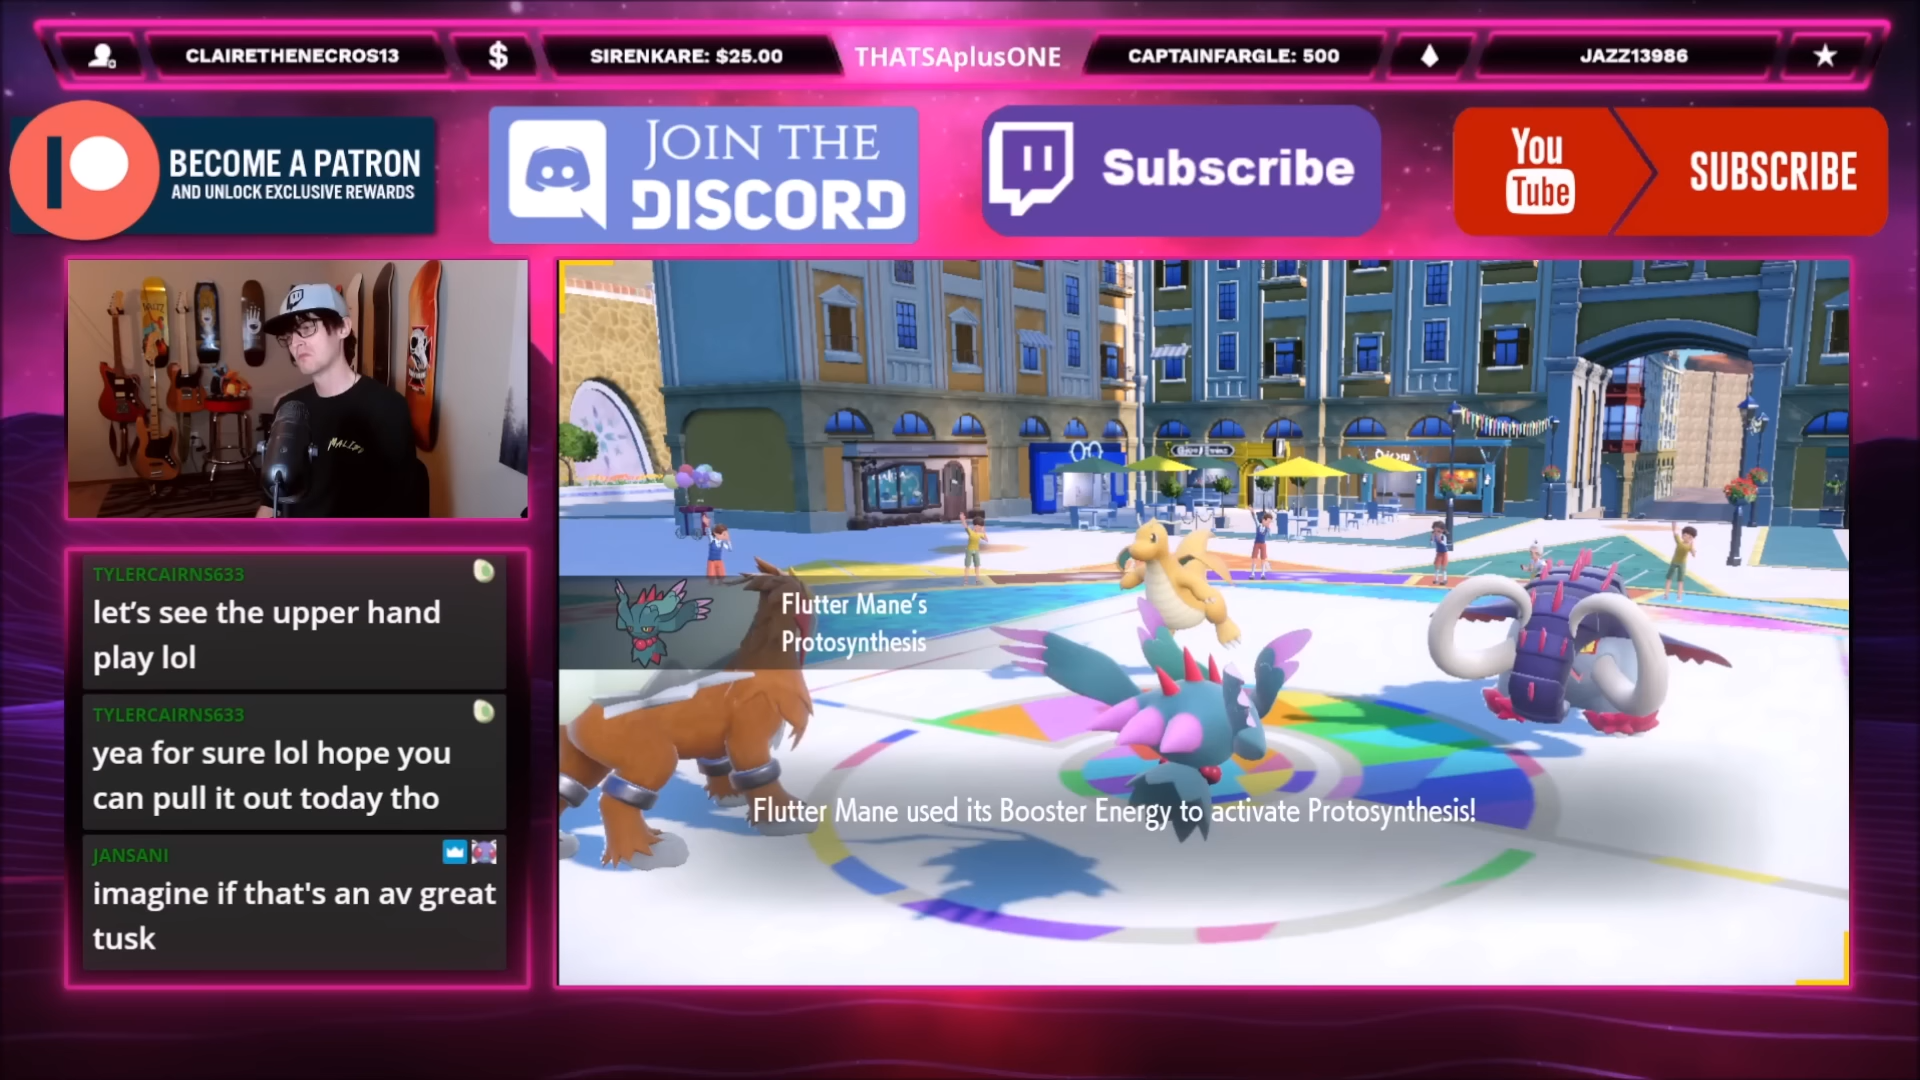 CLAIRETHENECROS13
$
SIRENKARE: $25.00
THATSAplusONE
CAPTAINFARGLE: 500
JAZZ13986
BECOME A PATRON
AND UNLOCK EXCLUSIVE REWARDS
JOIN THE
DISCORD
Subscribe
You
Tube
SUBSCRIBE
TYLERCAIRNS633
let's see the upper hand
play lol
TYLERCAIRNS633
yea for sure lol hope you
can pull it out today tho
JANSANI
imagine if that's an av great
tusk
Flutter Mane's
Protosynthesis
Flutter Mane used its Booster Energy to activate Protosynthesis!